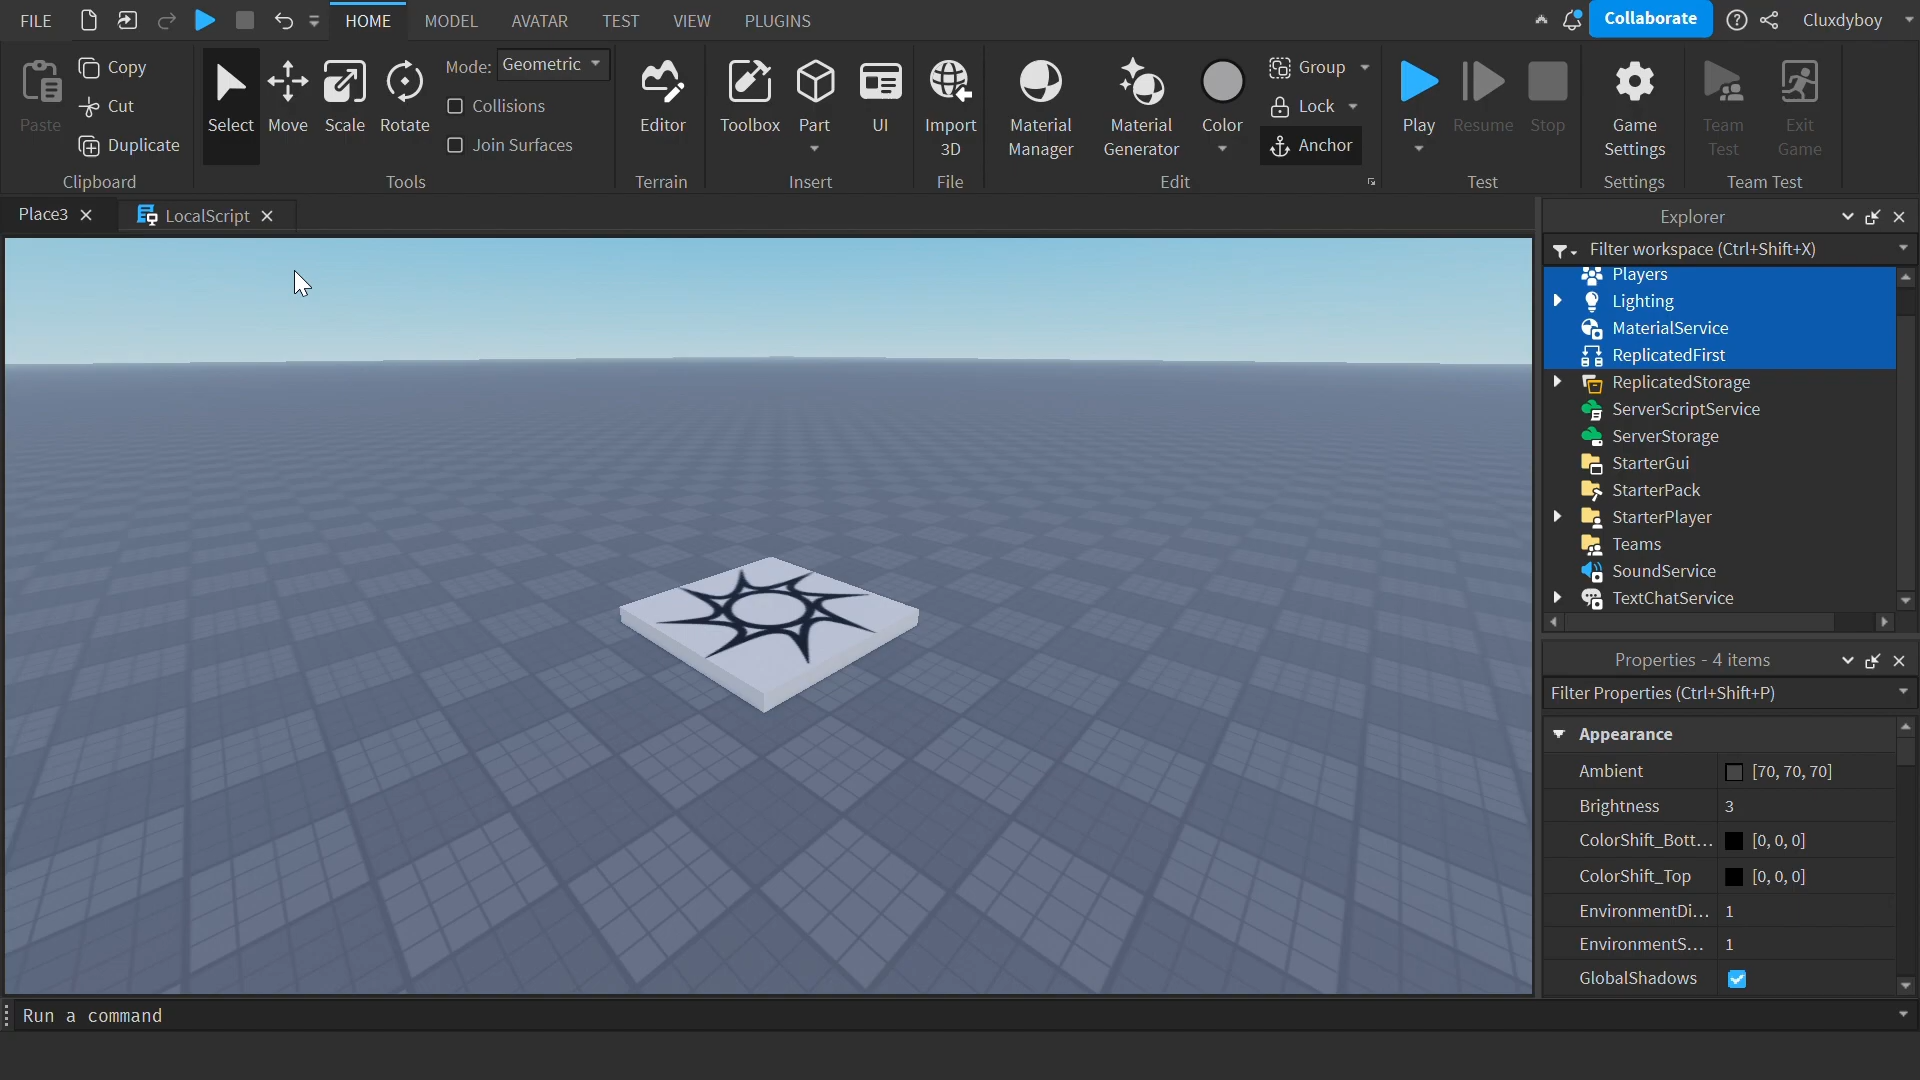 FILE HOME MODEL AVATAR TEST VIEW PLUGINS Collaborate Cluxdyboy
Paste Copy Cut Duplicate Clipboard
Select Move Scale Rotate Mode: Geometric
Collisions
Join Surfaces
Tools
Editor
Terrain
Toolbox Part UI
Insert
Import
3D
File
Material
Manager
Material
Generator
Color
Group
Lock
Anchor
Edit
Play Resume Stop
Test
Game
Settings
Settings
Team
Test
Exit
Game
Team Test
Place3 LocalScript
Explorer
Filter workspace (Ctrl+Shift+X)
Players
Lighting
MaterialService
ReplicatedFirst
ReplicatedStorage
ServerScriptService
ServerStorage
StarterGui
StarterPack
StarterPlayer
Teams
SoundService
TextChatService
Properties - 4 items
Filter Properties (Ctrl+Shift+P)
Appearance
Ambient [70, 70, 70]
Brightness 3
ColorShift_Bott... [0, 0, 0]
ColorShift_Top [0, 0, 0]
EnvironmentDi... 1
EnvironmentS... 1
GlobalShadows
Run a command